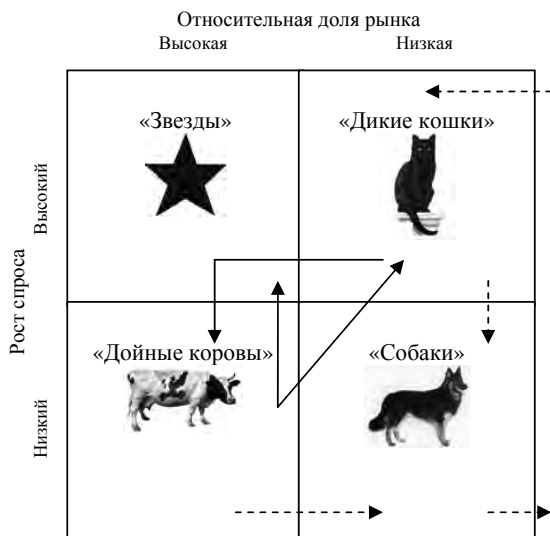 Относительная доля рынка
Высокая Низкая
Рост спроса
Высокий
«Звезды» «Дикие кошки»
Низкий
«Дойные коровы» «Собаки»